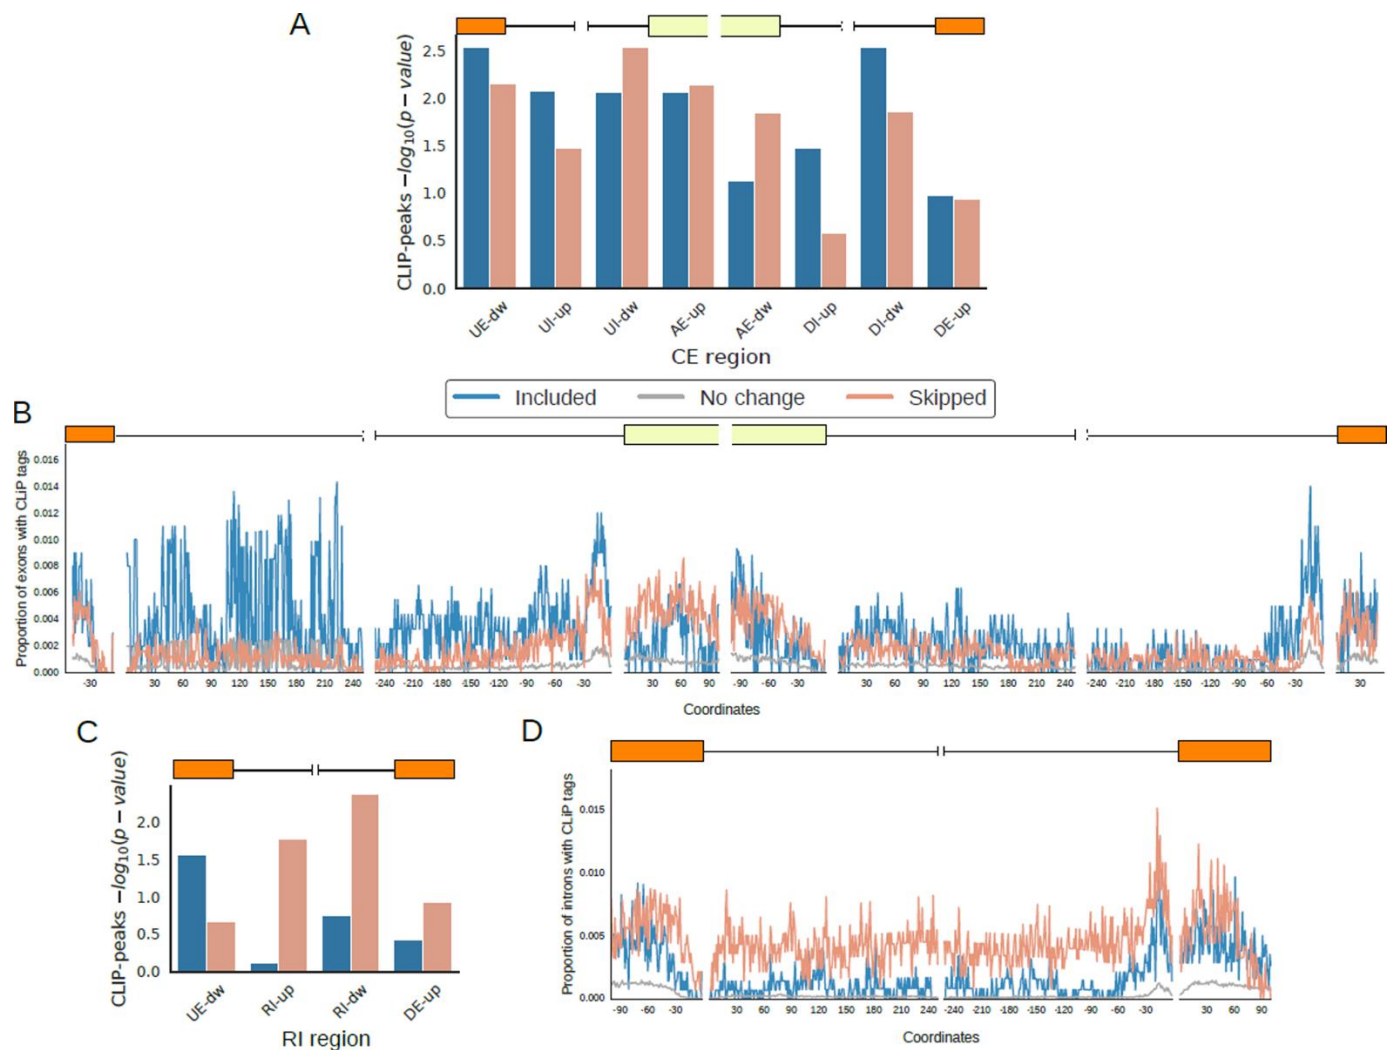 A
CLIP-peaks −log10(p − value)
2.5
2.0
1.5
1.0
0.5
0.0
UE-dw UI-up UI-dw AE-up AE-dw DI-up DI-dw DE-up
CE region
Included No change Skipped
B
Proportion of exons with CLiP tags
0.016
0.014
0.012
0.010
0.008
0.006
0.004
0.002
0.000
-30 30 60 90 120 150 180 210 240 -240 -210 -180 -150 -120 -90 -60 -30 30 60 90 -90 -60 -30 30 60 90 120 150 180 210 240 -240 -210 -180 -150 -120 -90 -60 -30 30
Coordinates
C
CLIP-peaks −log10(p − value)
2.0
1.5
1.0
0.5
0.0
UE-dw RI-up RI-dw DE-up
RI region
D
Proportion of introns with CLiP tags
0.015
0.010
0.005
0.000
-90 -60 -30 30 60 90 120 150 180 210 240 -240 -210 -180 -150 -120 -90 -60 -30 30 60 90
Coordinates